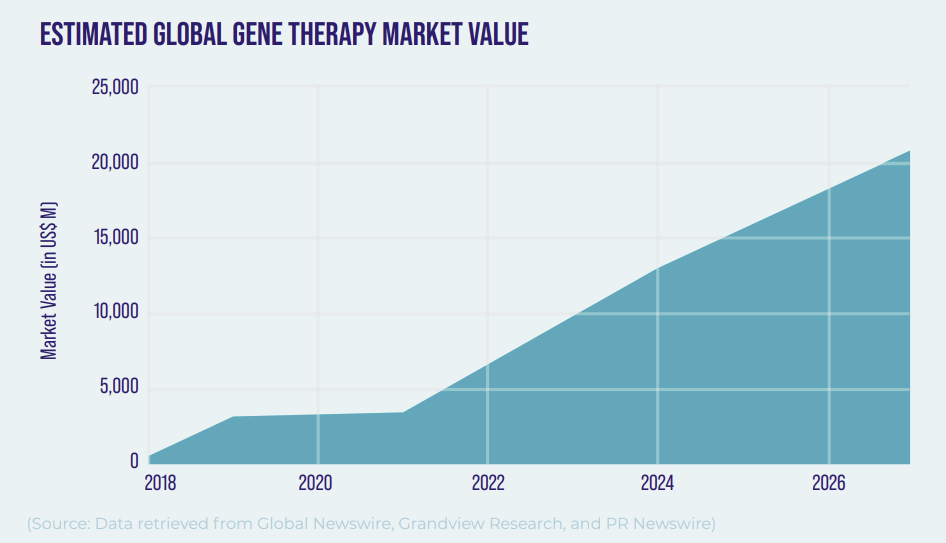 ESTIMATED GLOBAL GENE THERAPY MARKET VALUE
25,000
20,000
15,000
10,000
5,000
0
Market Value (in US$ M)
2018 2020 2022 2024 2026
(Source: Data retrieved from Global Newswire, Grandview Research, and PR Newswire)